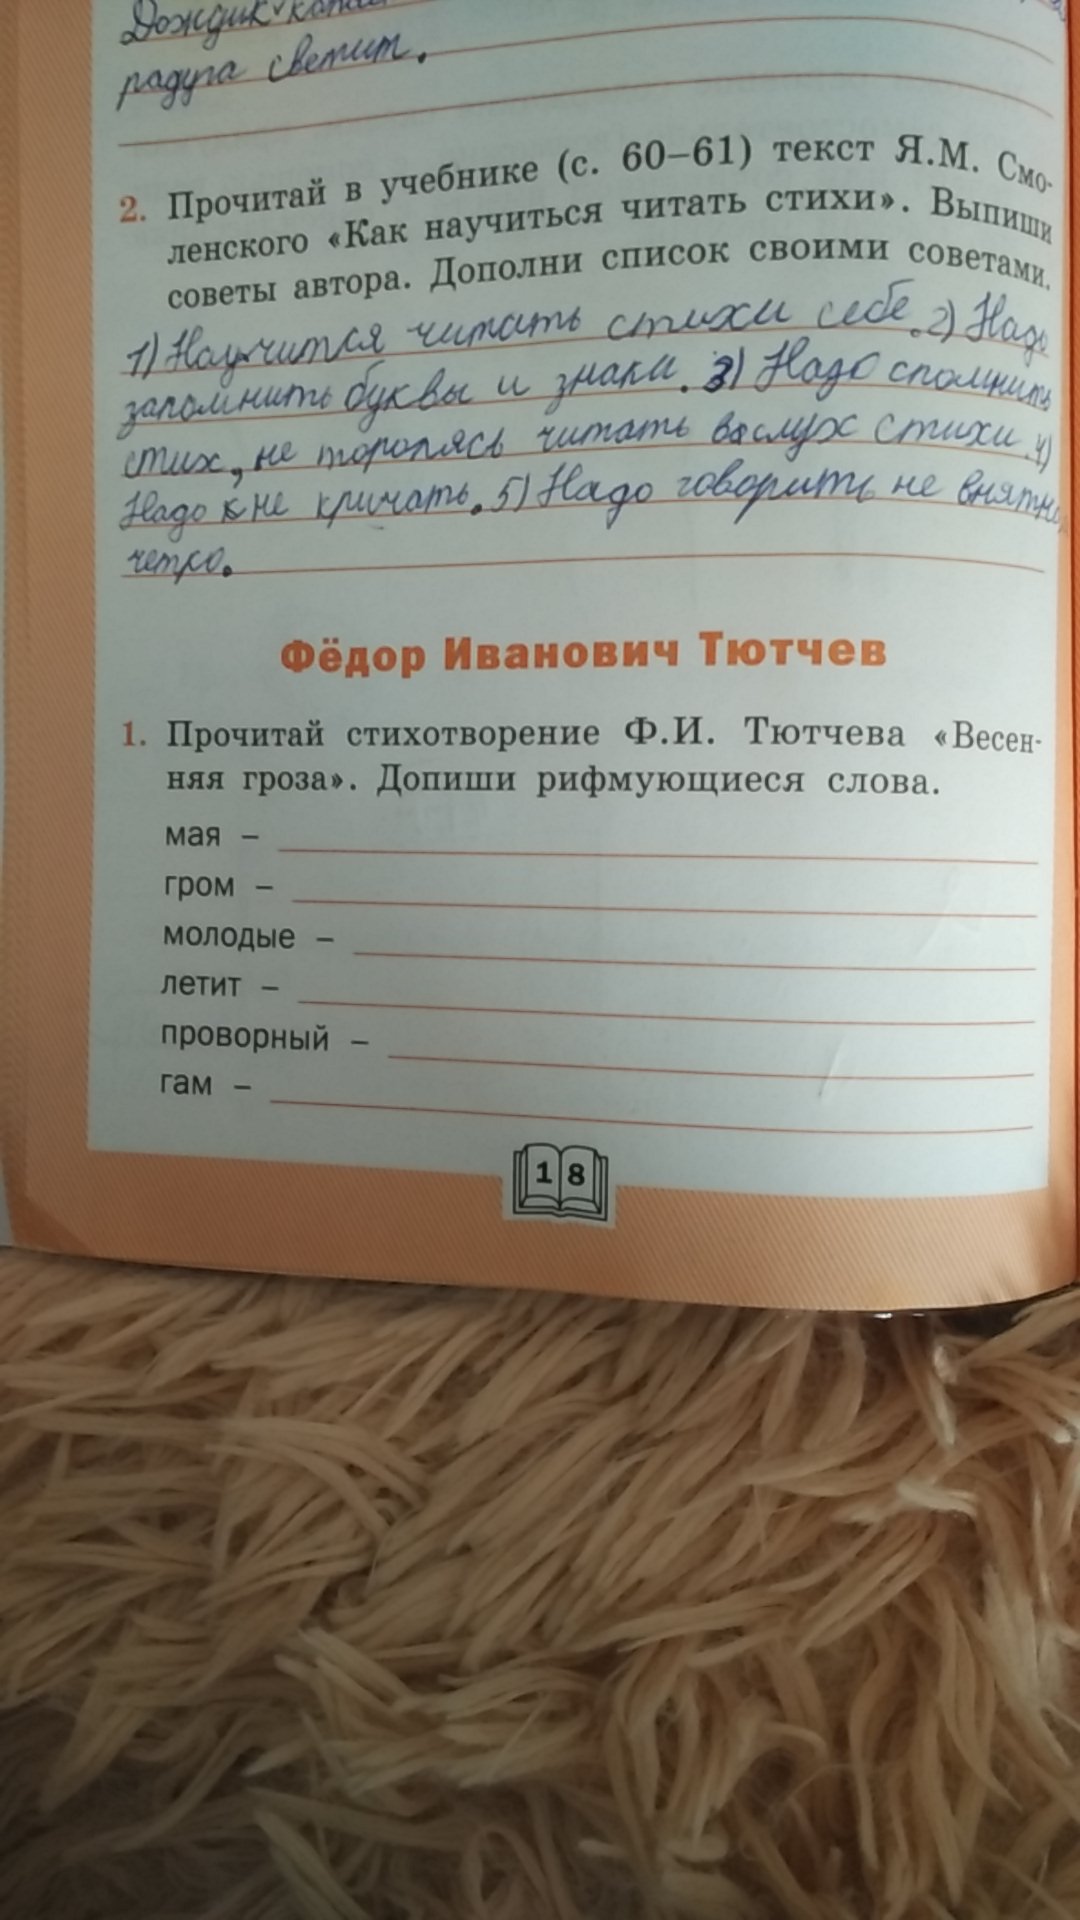 Дождик
радуга светит.
2. Прочитай в учебнике (с. 60–61) текст Я.М. Смо-
ленского «Как научиться читать стихи». Выпиши
советы автора. Дополни список своими советами.
1) Научится читать стихи себе. 2) Надо
запомнить буквы и знаки. 3) Надо спомнить
стих, не торопясь читать вслух стихи 4)
Надо не кричать. 5) Надо говорить не внятно
четко.
Фёдор Иванович Тютчев
1. Прочитай стихотворение Ф.И. Тютчева «Весен-
няя гроза». Допиши рифмующиеся слова.
мая –
гром –
молодые –
летит –
проворный –
гам –
18